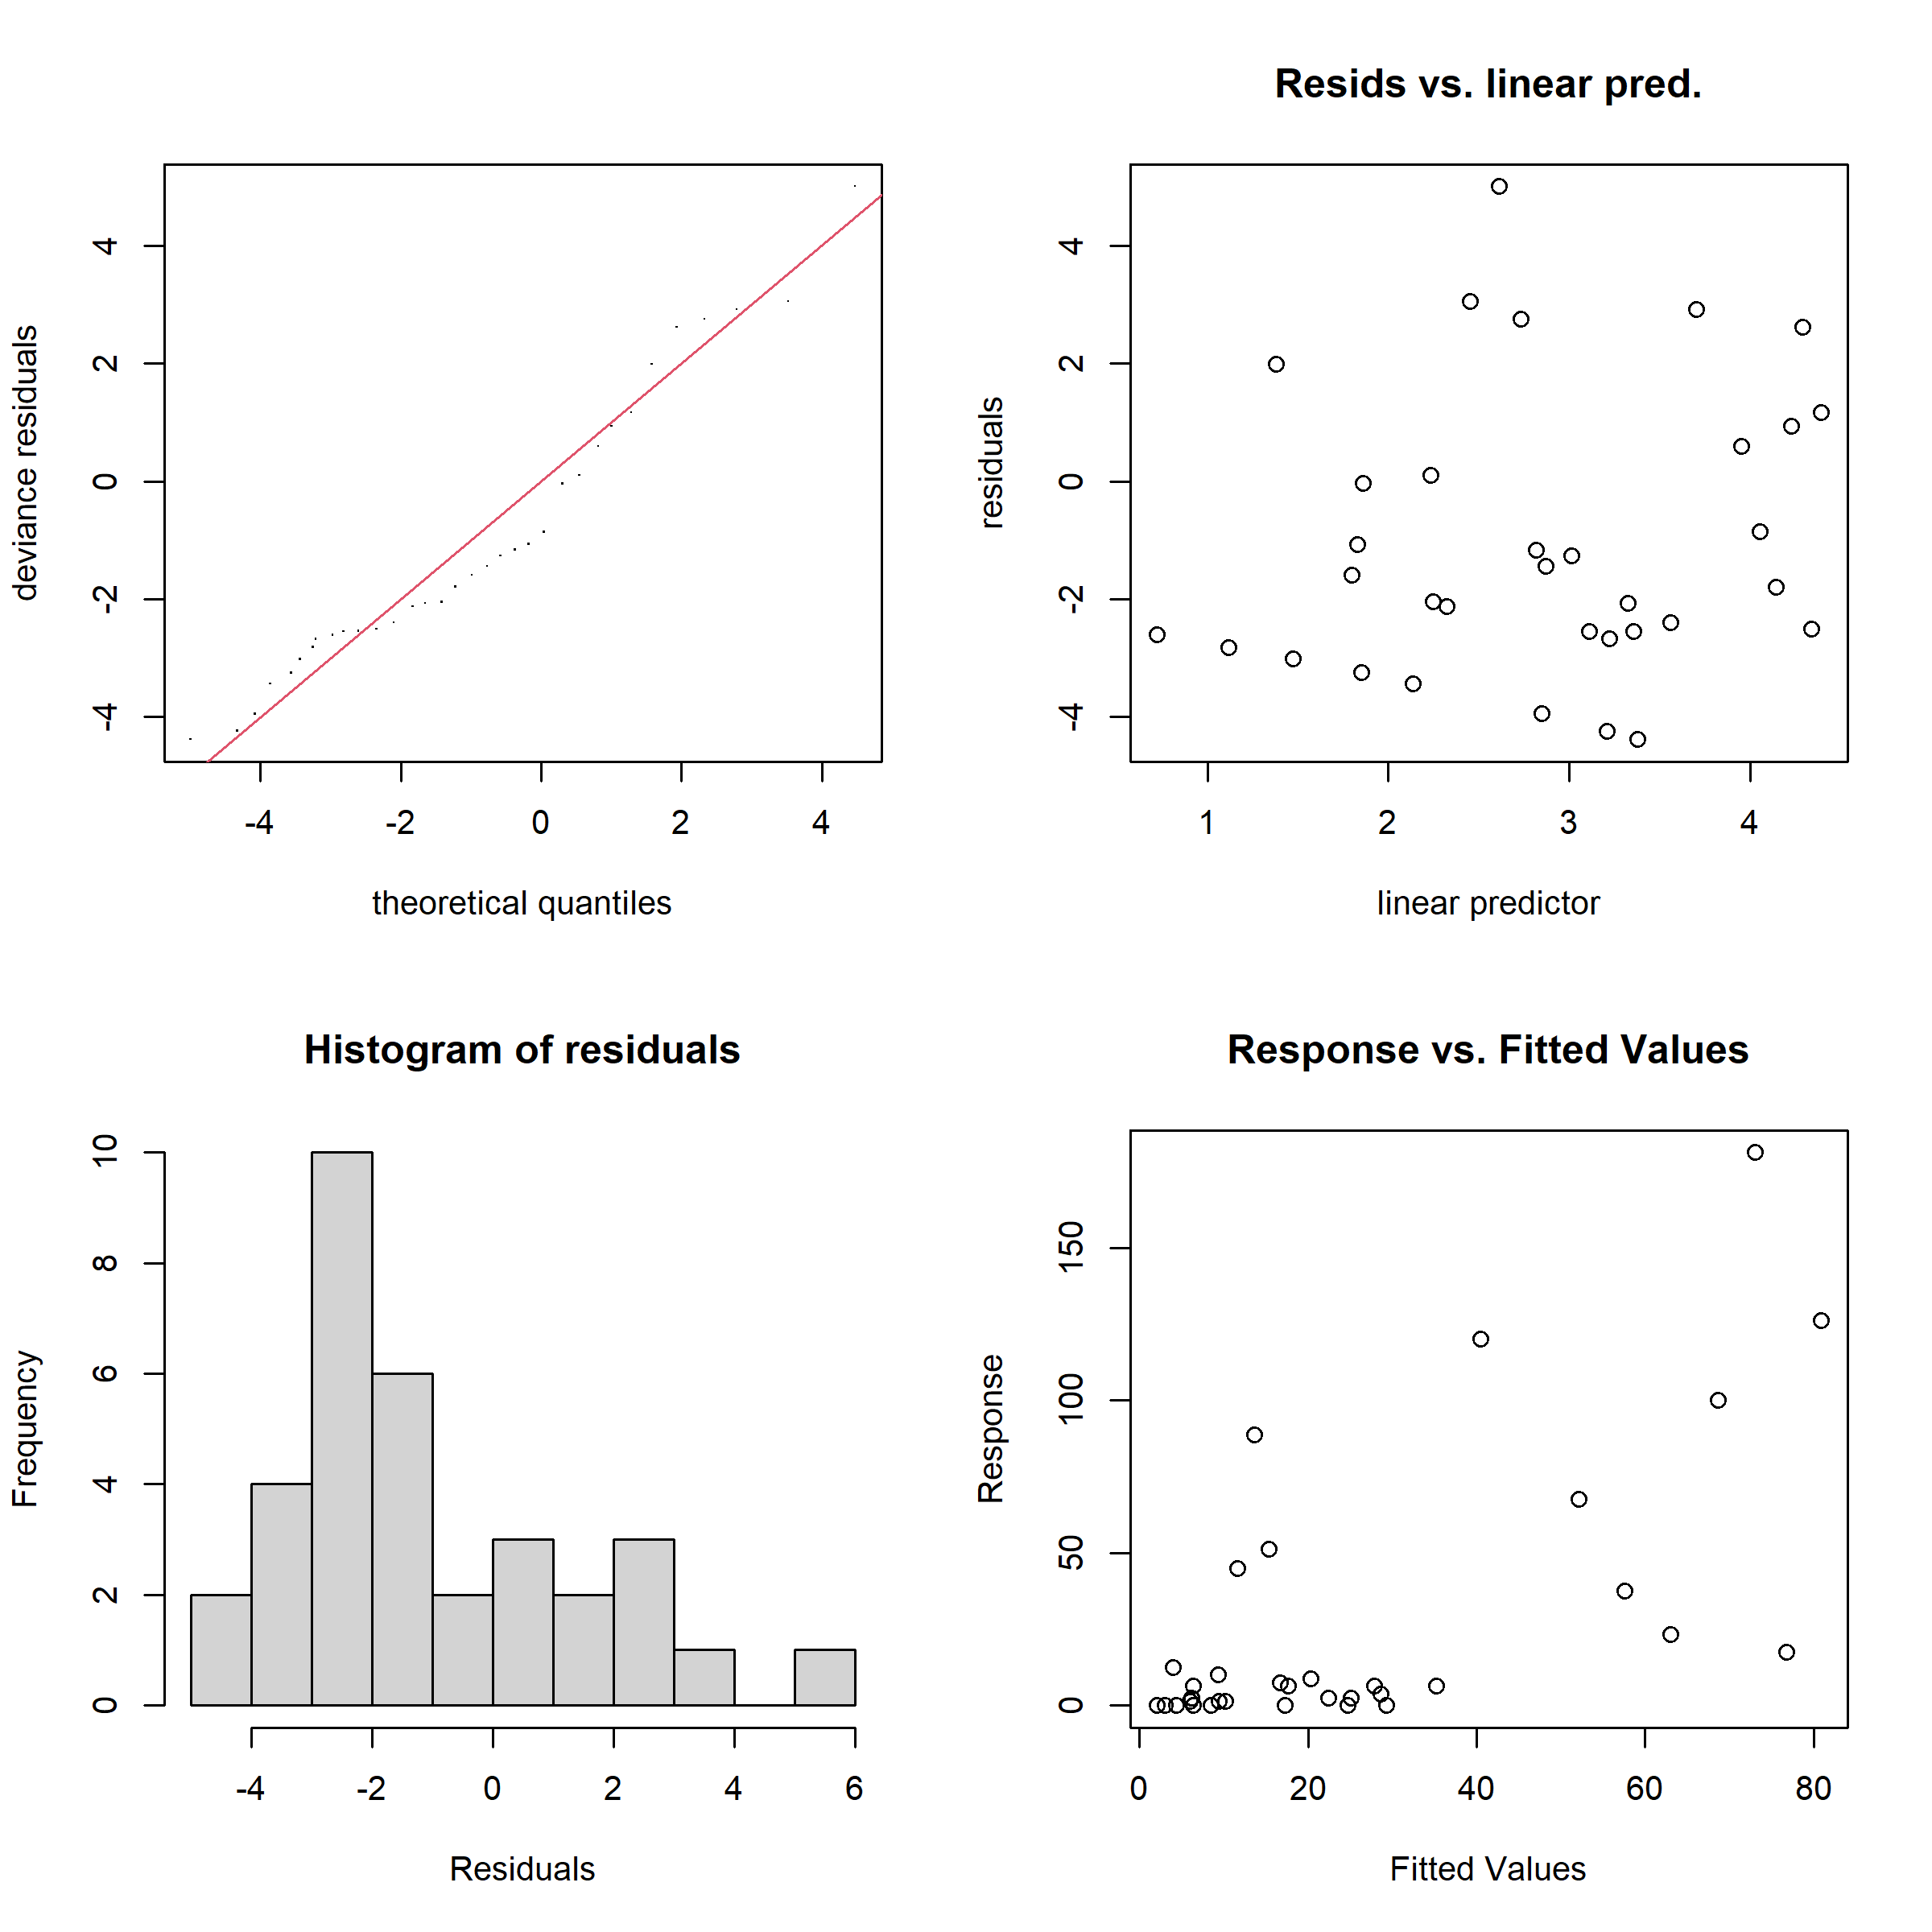 deviance residuals
4
2
0
-2
-4
-4 -2 0 2 4
theoretical quantiles
Resids vs. linear pred.
residuals
4
2
0
-2
-4
1 2 3 4
linear predictor
Histogram of residuals
Frequency
10
8
6
4
2
0
-4 -2 0 2 4 6
Residuals
Response vs. Fitted Values
Response
150
100
50
0
0 20 40 60 80
Fitted Values